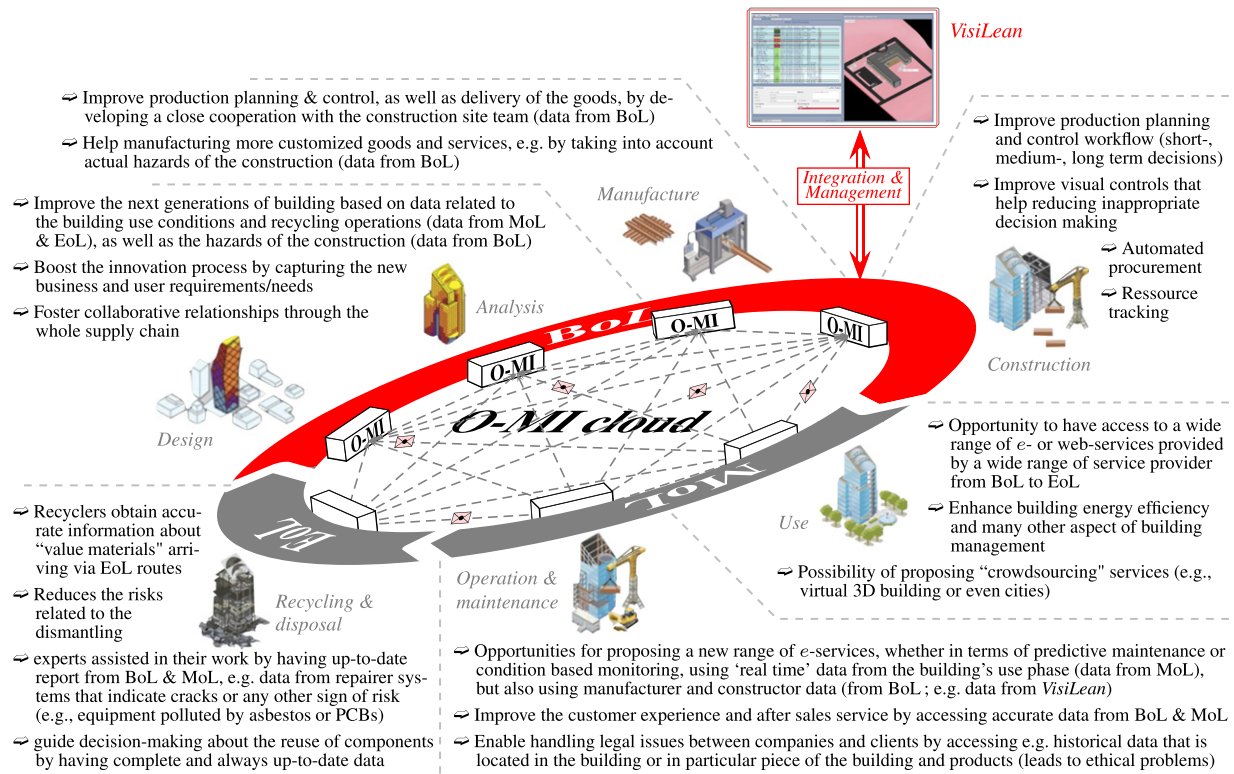 VisiLean
➫ Improve production planning & control, as well as delivery of the goods, by de-
veloping a close cooperation with the construction site team (data from BoL)
➫ Help manufacturing more customized goods and services, e.g. by taking into account
actual hazards of the construction (data from BoL)
Integration &
Management
➫ Improve production planning
and control workflow (short-,
medium-, long term decisions)
➫ Improve visual controls that
help reducing inappropriate
decision making
➫ Automated
procurement
➫ Ressource
tracking
Construction
Manufacture
➫ Improve the next generations of building based on data related to
the building use conditions and recycling operations (data from MoL
& EoL), as well as the hazards of the construction (data from BoL)
➫ Boost the innovation process by capturing the new
business and user requirements/needs
➫ Foster collaborative relationships through the
whole supply chain
Analysis
Design
BoL
O-MI
O-MI
O-MI
O-MI
O-MI cloud
MoL
EoL
➫ Opportunity to have access to a wide
range of e- or web-services provided
by a wide range of service provider
from BoL to EoL
➫ Enhance building energy efficiency
and many other aspect of building
management
➫ Possibility of proposing “crowdsourcing" services (e.g.,
virtual 3D building or even cities)
Use
➫ Recyclers obtain accu-
rate information about
“value materials" arri-
ving via EoL routes
➫ Reduces the risks
related to the
dismantling
➫ experts assisted in their work by having up-to-date
report from BoL & MoL, e.g. data from repairer sys-
tems that indicate cracks or any other sign of risk
(e.g., equipment polluted by asbestos or PCBs)
➫ guide decision-making about the reuse of components
by having complete and always up-to-date data
Recycling &
disposal
Operation &
maintenance
➫ Opportunities for proposing a new range of e-services, whether in terms of predictive maintenance or
condition based monitoring, using ‘real time’ data from the building’s use phase (data from MoL),
but also using manufacturer and constructor data (from BoL ; e.g. data from VisiLean)
➫ Improve the customer experience and after sales service by accessing accurate data from BoL & MoL
➫ Enable handling legal issues between companies and clients by accessing e.g. historical data that is
located in the building or in particular piece of the building and products (leads to ethical problems)